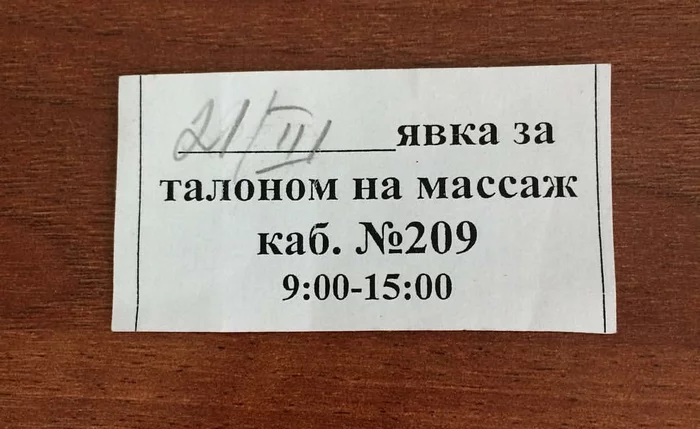 21/III явка за
талоном на массаж
каб. №209
9:00-15:00